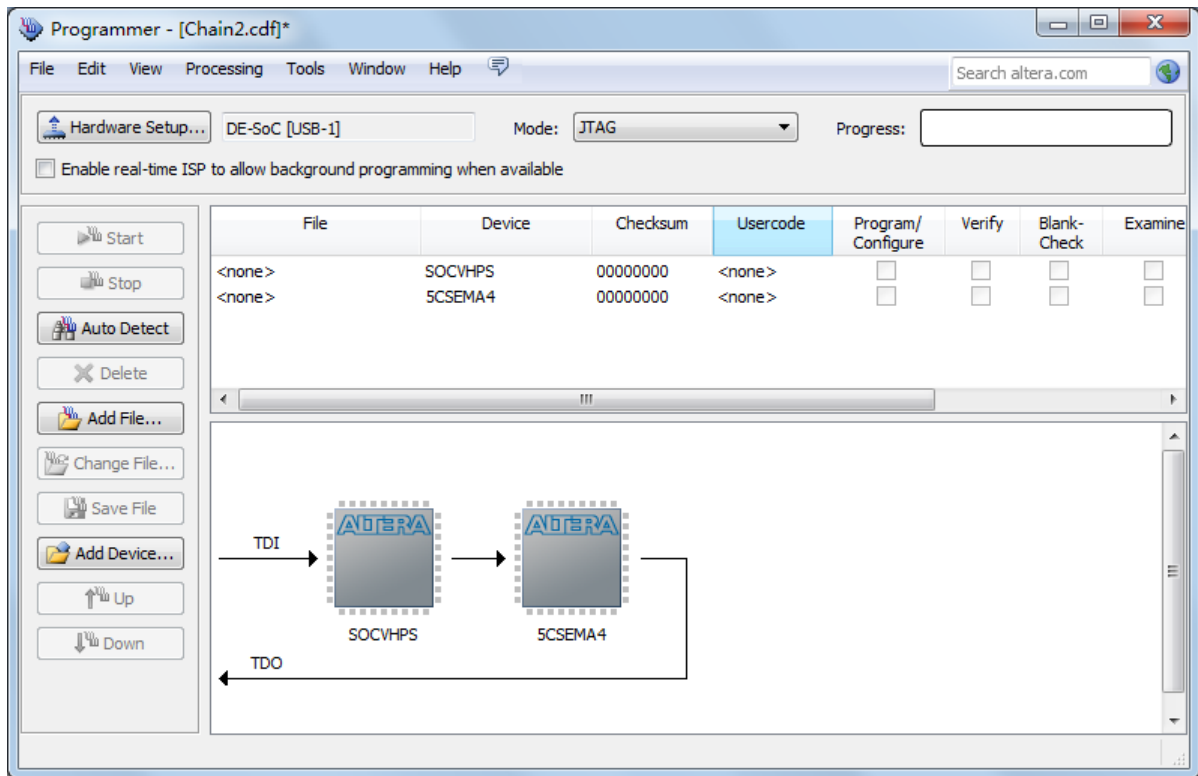 Programmer - [Chain2.cdf]*
File Edit View Processing Tools Window Help
Search altera.com
Hardware Setup... DE-SoC [USB-1] Mode: JTAG Progress:
Enable real-time ISP to allow background programming when available
Start
Stop
Auto Detect
Delete
Add File...
Change File...
Save File
Add Device...
Up
Down
File Device Checksum Usercode Program/ Verify Blank- Examine
Configure Check
<none> SOCVHPS 00000000 <none>
<none> 5CSEMA4 00000000 <none>
ALTERA ALTERA
TDI
SOCVHPS 5CSEMA4
TDO